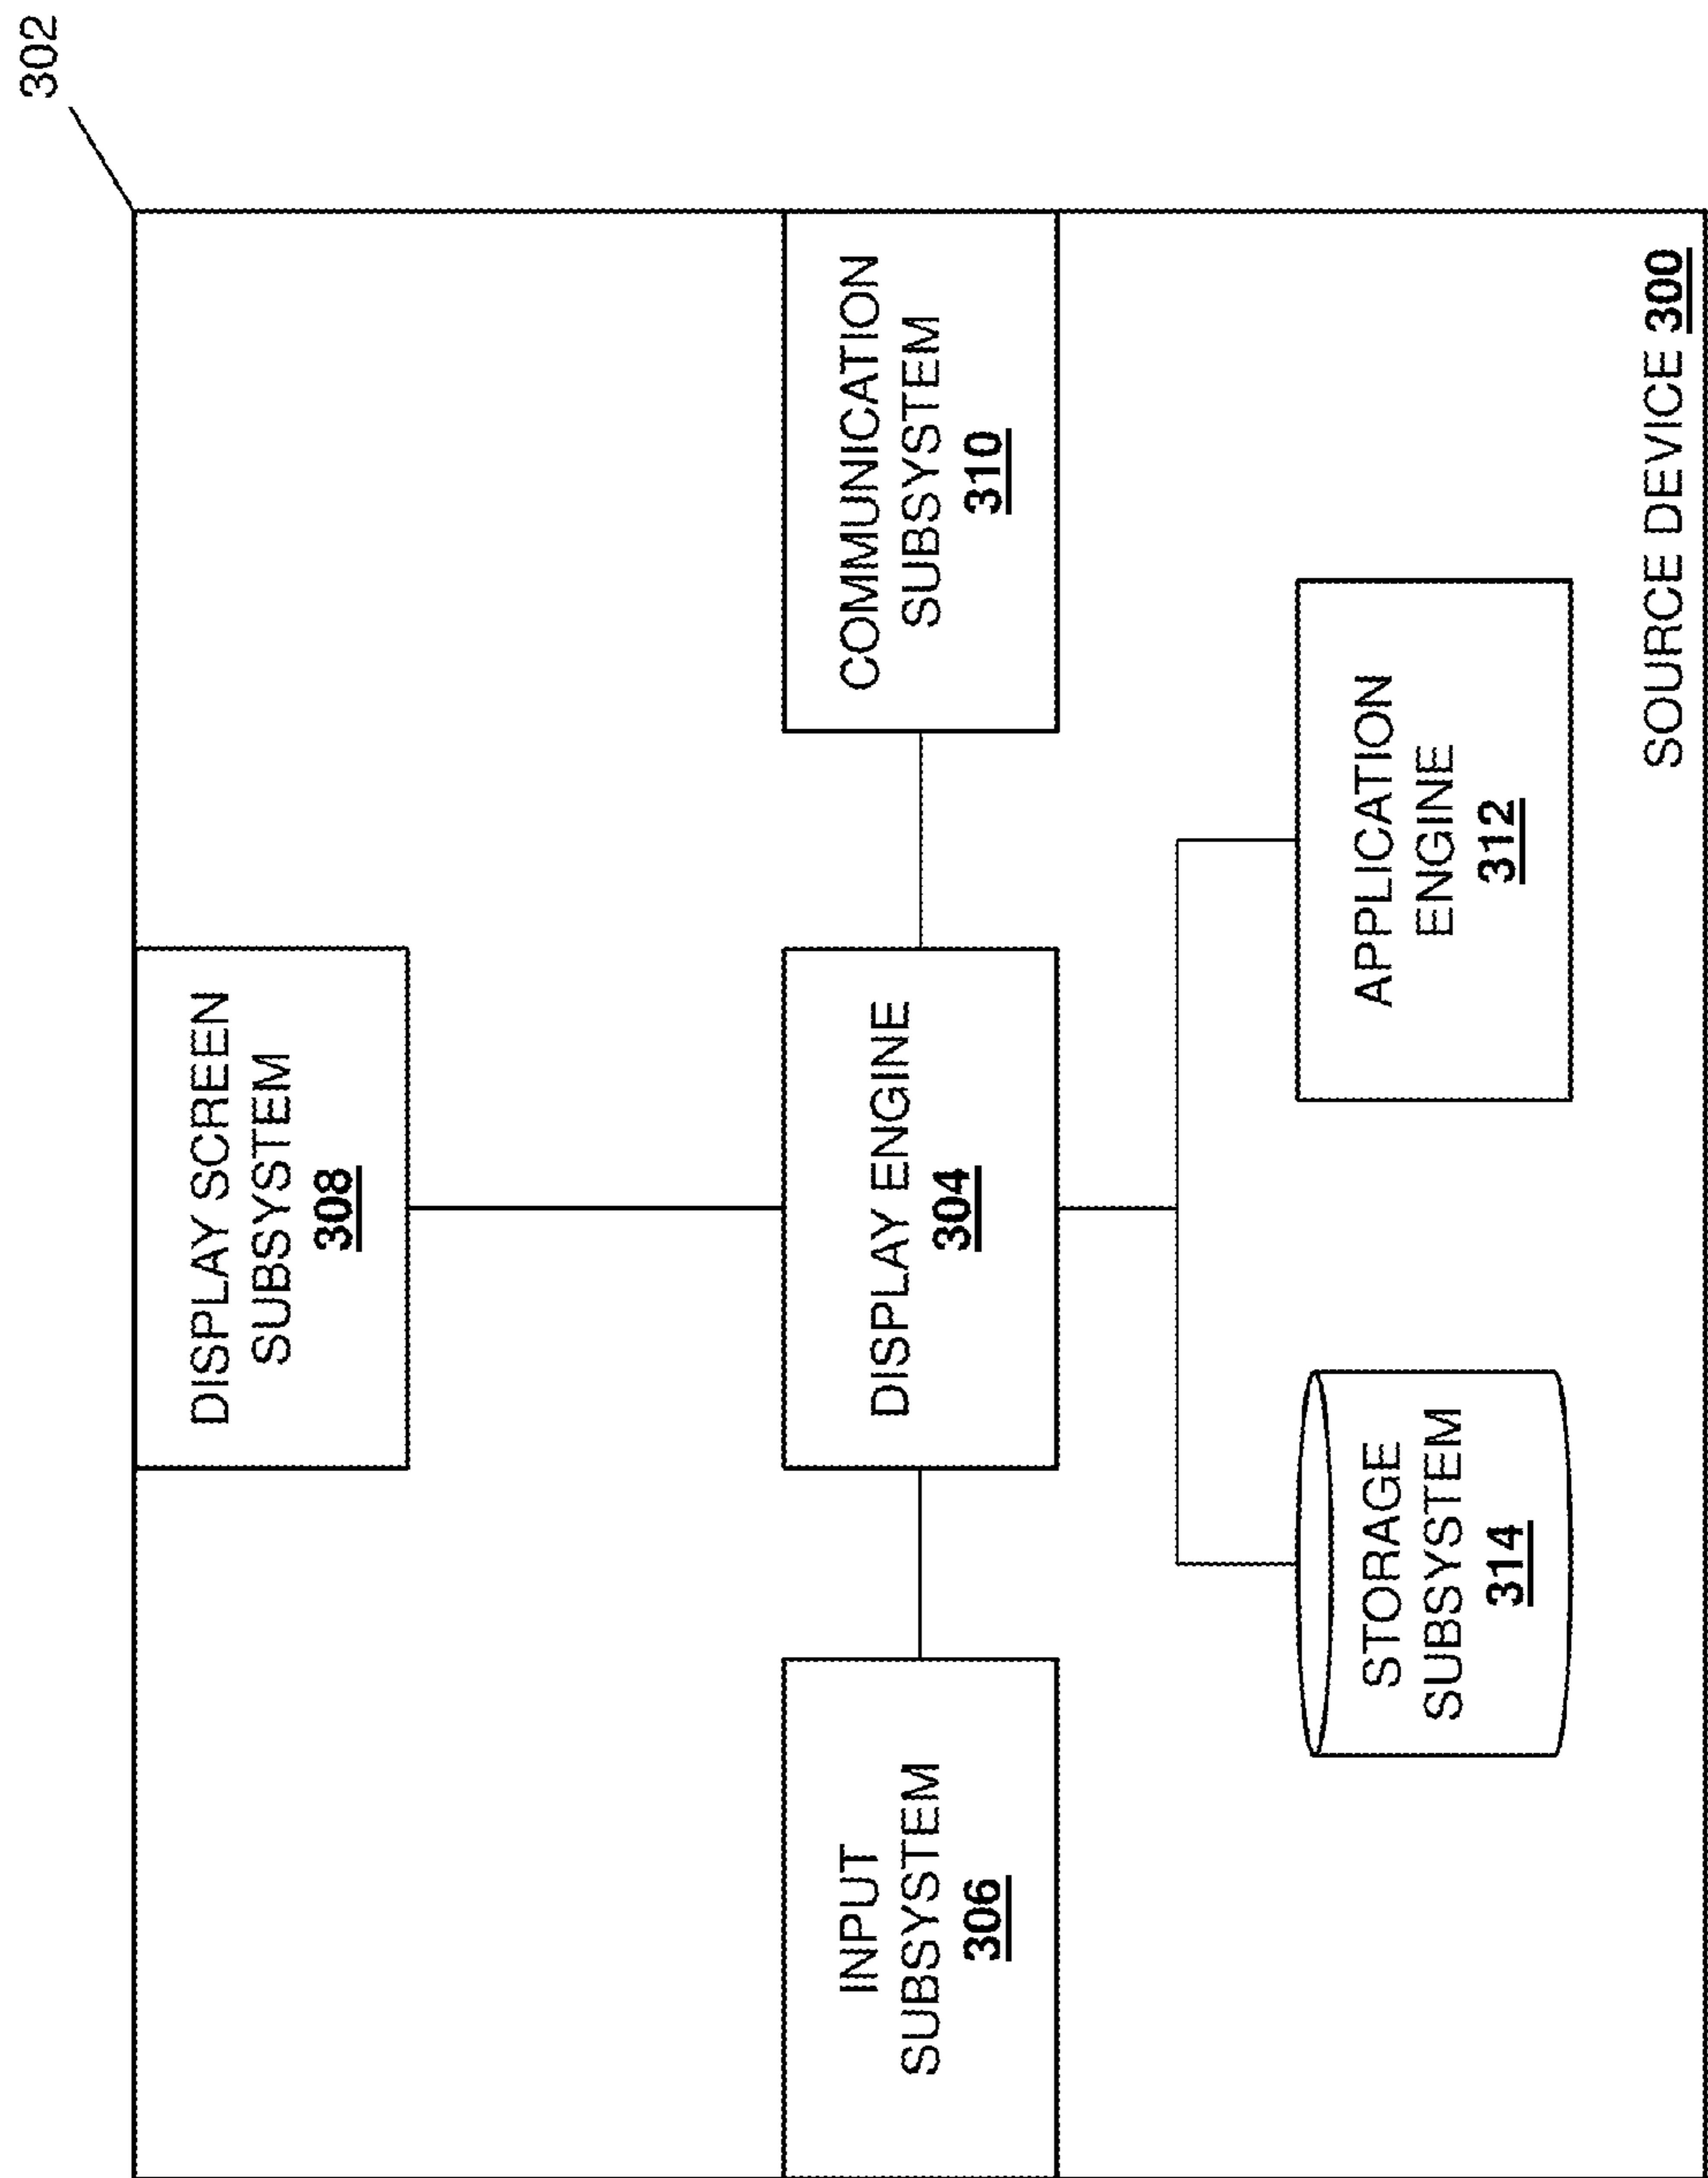 302
DISPLAY SCREEN
SUBSYSTEM
308
INPUT
SUBSYSTEM
306
DISPLAY ENGINE
304
COMMUNICATION
SUBSYSTEM
310
STORAGE
SUBSYSTEM
314
APPLICATION
ENGINE
312
SOURCE DEVICE 300